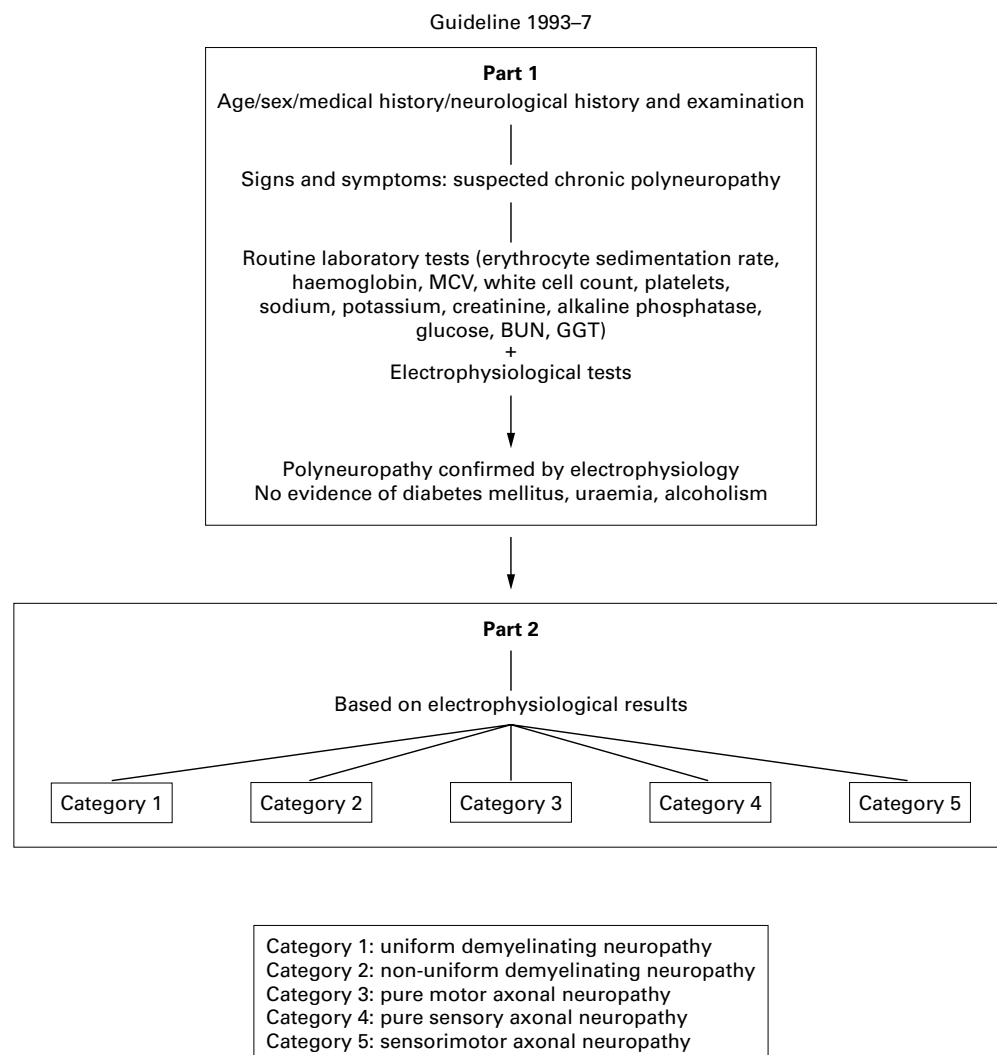 Guideline 1993–7
Part 1
Age/sex/medical history/neurological history and examination
Signs and symptoms: suspected chronic polyneuropathy
Routine laboratory tests (erythrocyte sedimentation rate,
haemoglobin, MCV, white cell count, platelets,
sodium, potassium, creatinine, alkaline phosphatase,
glucose, BUN, GGT)
+
Electrophysiological tests
Polyneuropathy confirmed by electrophysiology
No evidence of diabetes mellitus, uraemia, alcoholism
Part 2
Based on electrophysiological results
Category 1 Category 2 Category 3 Category 4 Category 5
Category 1: uniform demyelinating neuropathy
Category 2: non-uniform demyelinating neuropathy
Category 3: pure motor axonal neuropathy
Category 4: pure sensory axonal neuropathy
Category 5: sensorimotor axonal neuropathy